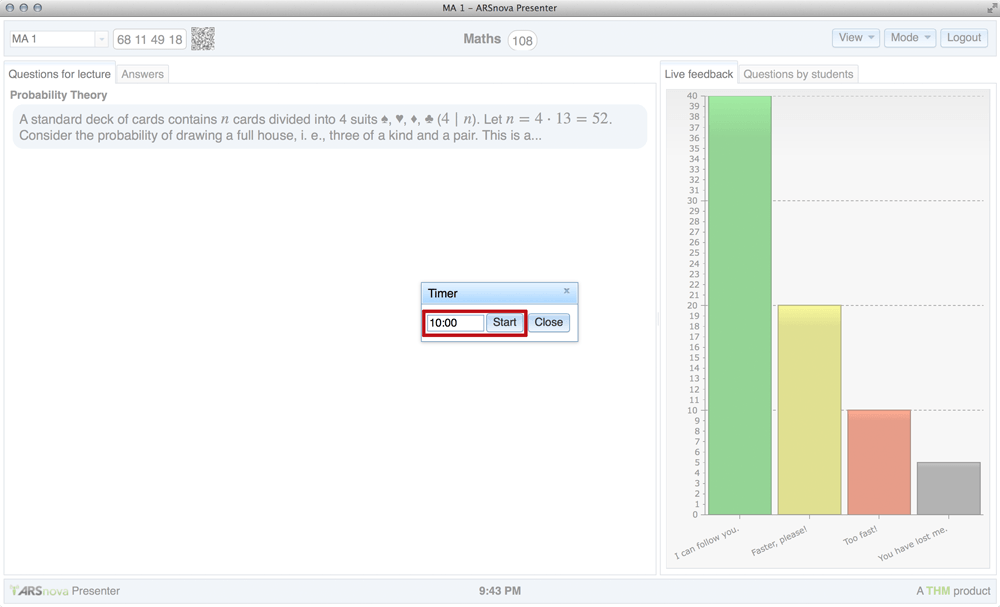 MA 1 – ARSnova Presenter
MA 1
68 11 49 18
Maths 108
View
Mode
Logout
Questions for lecture
Answers
Probability Theory
A standard deck of cards contains n cards divided into 4 suits ♠, ♥, ♦, ♣ (4 | n). Let n = 4 · 13 = 52.
Consider the probability of drawing a full house, i. e., three of a kind and a pair. This is a...
Timer
x
10:00
Start
Close
Live feedback
Questions by students
40
39
38
37
36
35
34
33
32
31
30
29
28
27
26
25
24
23
22
21
20
19
18
17
16
15
14
13
12
11
10
9
8
7
6
5
4
3
2
1
0
I can follow you.
Faster, please!
Too fast!
You have lost me.
ARSnova Presenter
9:43 PM
A THM product